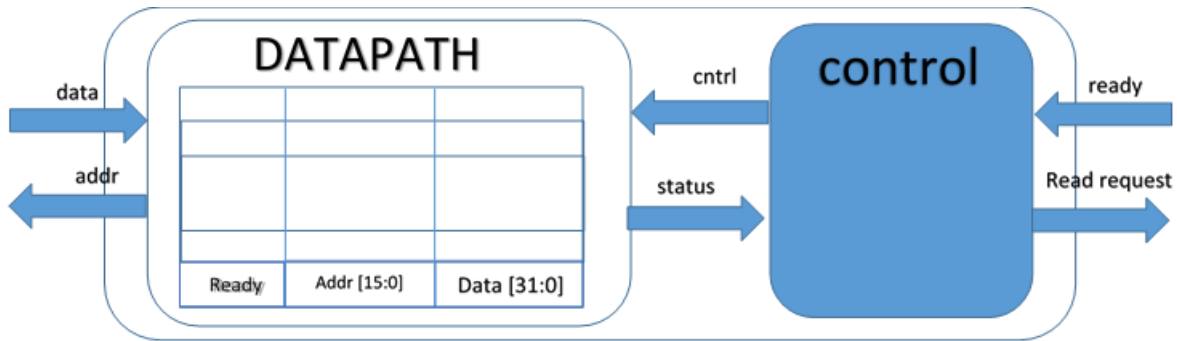 DATAPATH
control
data
cntrl
ready
addr
status
Read request
Ready
Addr [15:0]
Data [31:0]